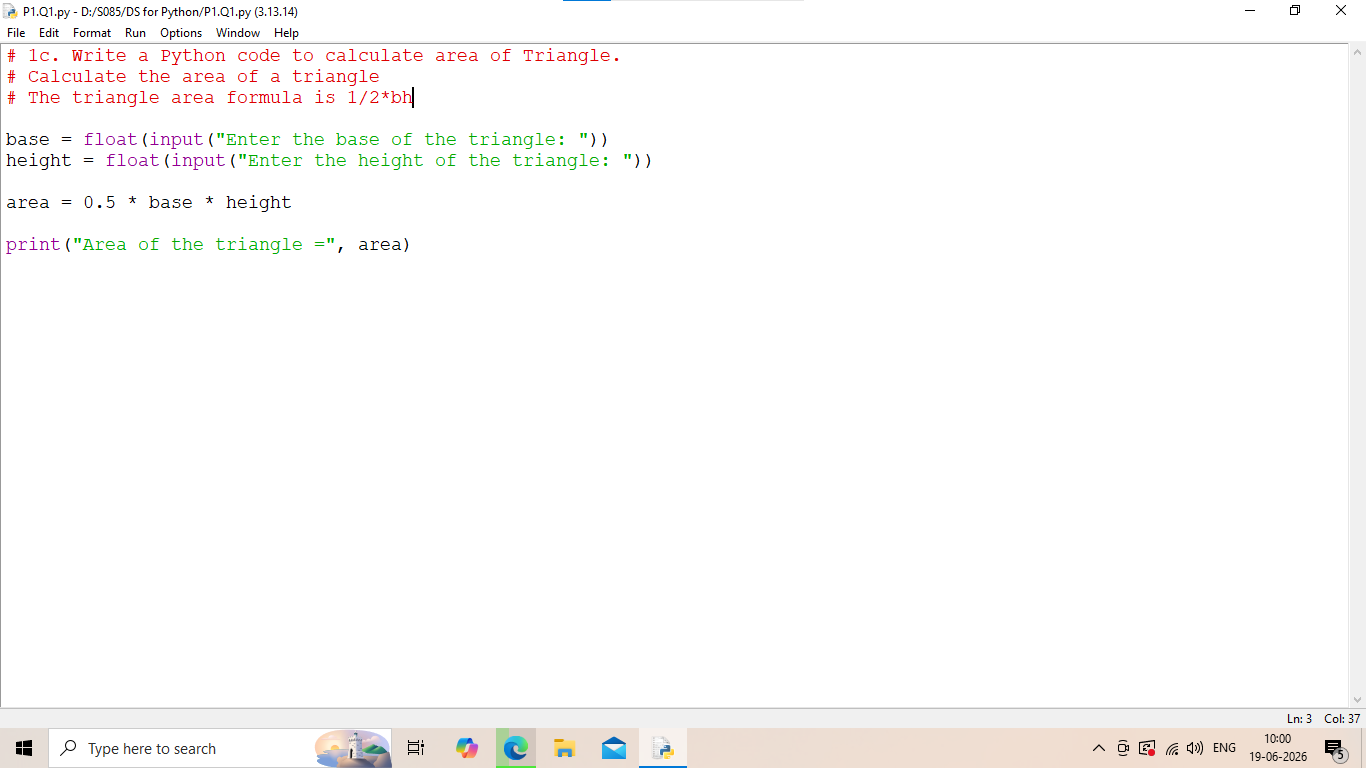 P1.Q1.py - D:/S085/DS for Python/P1.Q1.py (3.13.14)
File Edit Format Run Options Window Help
# 1c. Write a Python code to calculate area of Triangle.
# Calculate the area of a triangle
# The triangle area formula is 1/2*bh
base = float(input("Enter the base of the triangle: "))
height = float(input("Enter the height of the triangle: "))
area = 0.5 * base * height
print("Area of the triangle =", area)
Ln: 3 Col: 37
Type here to search
ENG
10:00
19-06-2026
5